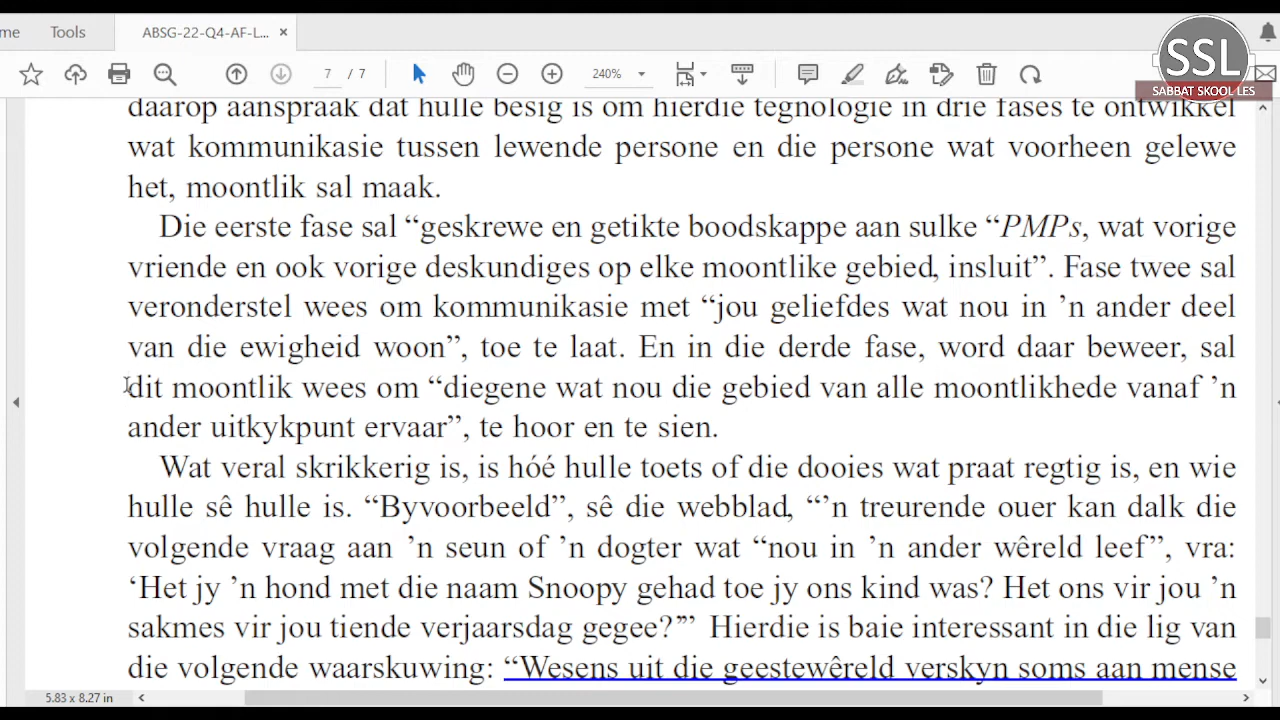 me
Tools
ABSG-22-Q4-AF-L... ×
SSL
SABBAT SKOOL LES
7 / 7
240%
daarop aanspraak dat hulle besig is om hierdie tegnologie in drie fases te ontwikkel
wat kommunikasie tussen lewende persone en die persone wat voorheen gelewe
het, moontlik sal maak.
Die eerste fase sal “geskrewe en getikte boodskappe aan sulke “PMPs, wat vorige
vriende en ook vorige deskundiges op elke moontlike gebied, insluit”. Fase twee sal
veronderstel wees om kommunikasie met “jou geliefdes wat nou in ’n ander deel
van die ewigheid woon”, toe te laat. En in die derde fase, word daar beweer, sal
dit moontlik wees om “diegene wat nou die gebied van alle moontlikhede vanaf ’n
ander uitkykpunt ervaar”, te hoor en te sien.
Wat veral skrikkerig is, is hóé hulle toets of die dooies wat praat regtig is, en wie
hulle sê hulle is. “Byvoorbeeld”, sê die webblad, “’n treurende ouer kan dalk die
volgende vraag aan ’n seun of ’n dogter wat “nou in ’n ander wêreld leef”, vra:
‘Het jy ’n hond met die naam Snoopy gehad toe jy ons kind was? Het ons vir jou ’n
sakmes vir jou tiende verjaarsdag gegee?’” Hierdie is baie interessant in die lig van
die volgende waarskuwing: “Wesens uit die geestewêreld verskyn soms aan mense
5.83 x 8.27 in